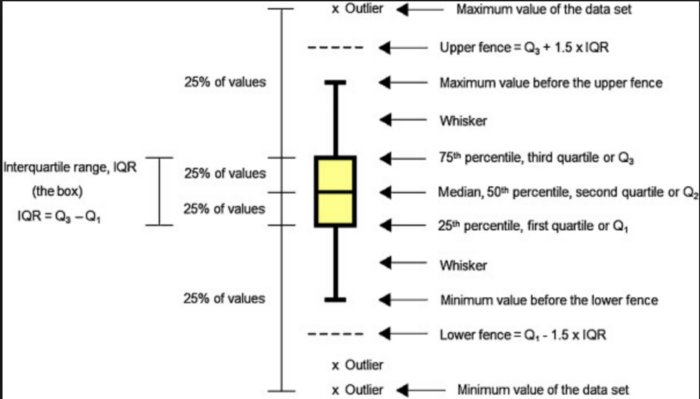 x Outlier Maximum value of the data set
Upper fence = Q₃ + 1.5 x IQR
25% of values Maximum value before the upper fence
Whisker
Interquartile range, IQR
(the box)
IQR = Q₃ – Q₁
25% of values
25% of values
75th percentile, third quartile or Q₃
Median, 50th percentile, second quartile or Q₂
25th percentile, first quartile or Q₁
Whisker
25% of values Minimum value before the lower fence
Lower fence = Q₁ - 1.5 x IQR
x Outlier
x Outlier Minimum value of the data set